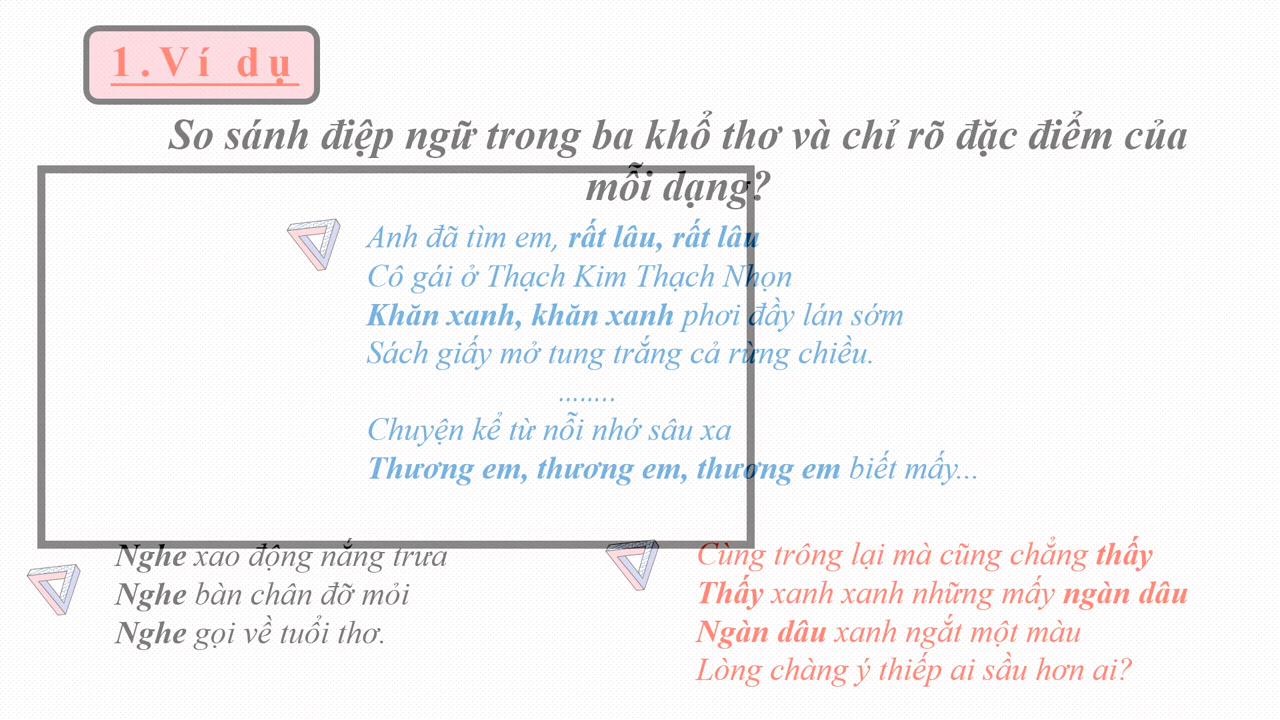 1.Ví dụ
So sánh điệp ngữ trong ba khổ thơ và chỉ rõ đặc điểm của
mỗi dạng?
Anh đã tìm em, rất lâu, rất lâu
Cô gái ở Thạch Kim Thạch Nhọn
Khăn xanh, khăn xanh phơi đầy lán sớm
Sách giấy mở tung trắng cả rừng chiều.
........
Chuyện kể từ nỗi nhớ sâu xa
Thương em, thương em, thương em biết mấy...
Nghe xao động nắng trưa
Nghe bàn chân đỡ mỏi
Nghe gọi về tuổi thơ.
Cùng trông lại mà cũng chẳng thấy
Thấy xanh xanh những mấy ngàn dâu
Ngàn dâu xanh ngắt một màu
Lòng chàng ý thiếp ai sầu hơn ai?